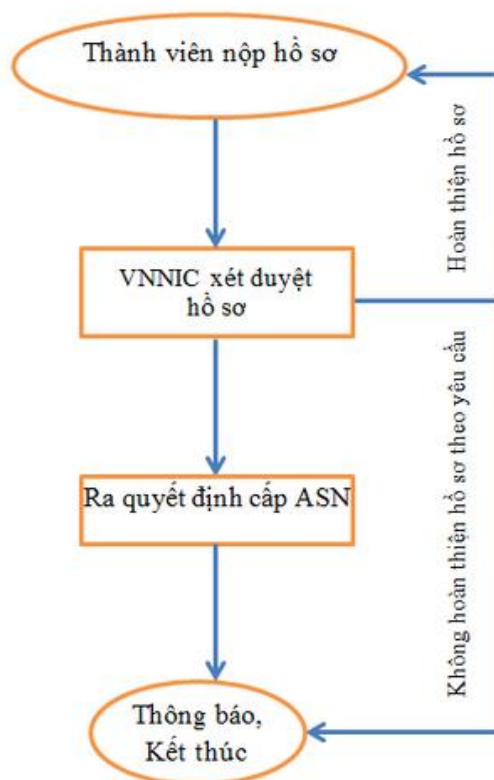 Thành viên nộp hồ sơ
Hoàn thiện hồ sơ
VNNIC xét duyệt
hồ sơ
Không hoàn thiện hồ sơ theo yêu cầu
Ra quyết định cấp ASN
Thông báo,
Kết thúc